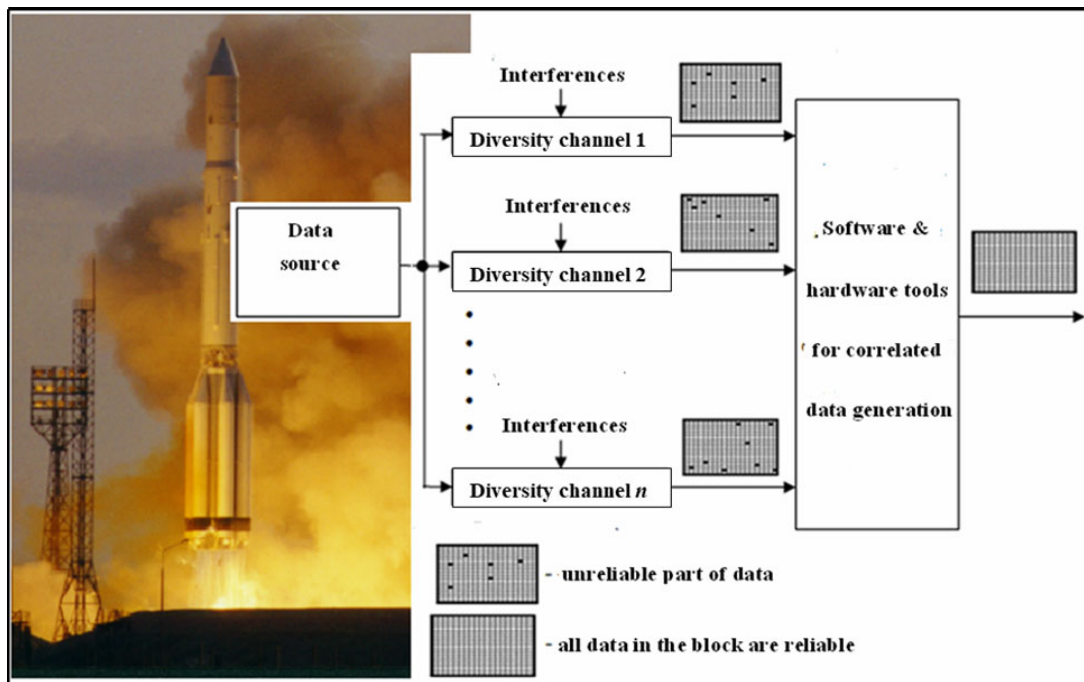 Interferences
Diversity channel 1
Data
source
Interferences
Diversity channel 2
Interferences
Diversity channel n
Software &
hardware tools
for correlated
data generation
- unreliable part of data
- all data in the block are reliable